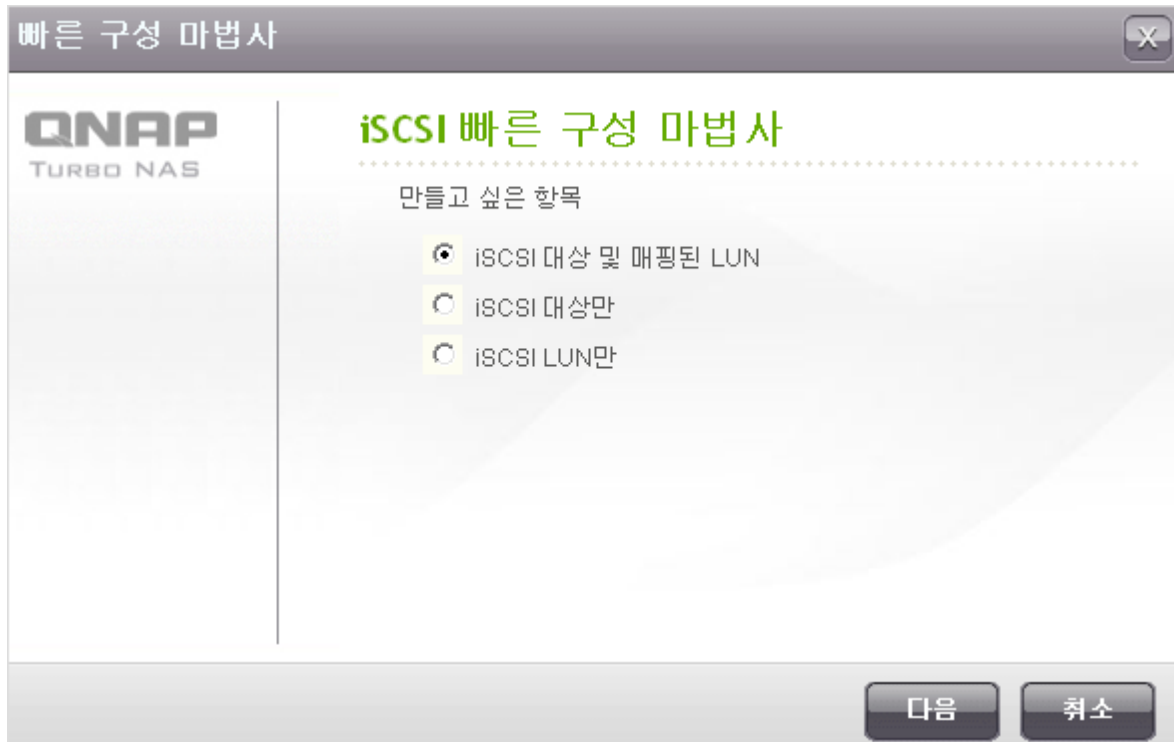 빠른 구성 마법사
X
QNAP
TURBO NAS
iSCSI 빠른 구성 마법사
만들고 싶은 항목
iSCSI 대상 및 매핑된 LUN
iSCSI 대상만
iSCSI LUN만
다음
취소